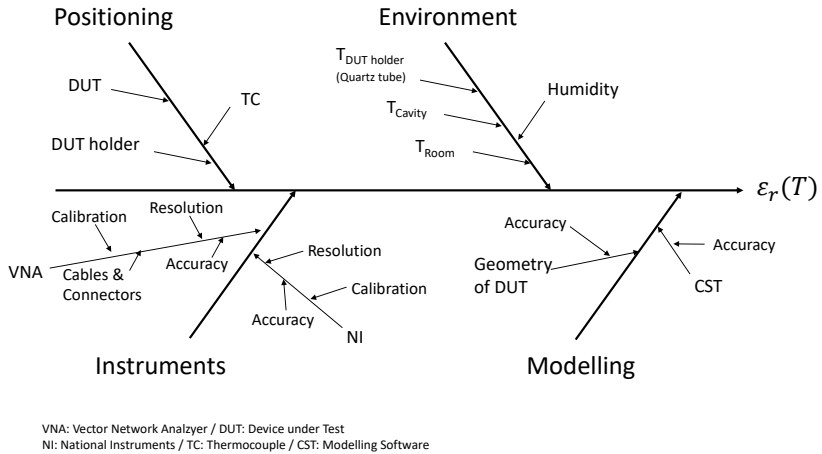 Positioning
Environment
DUT
TC
DUT holder
T_DUT holder
(Quartz tube)
T_Cavity
T_Room
Humidity
ε_r(T)
Calibration
Resolution
VNA
Cables &
Connectors
Accuracy
Resolution
Calibration
Accuracy
NI
Accuracy
Geometry
of DUT
Accuracy
CST
Instruments
Modelling
VNA: Vector Network Analzyer / DUT: Device under Test
NI: National Instruments / TC: Thermocouple / CST: Modelling Software